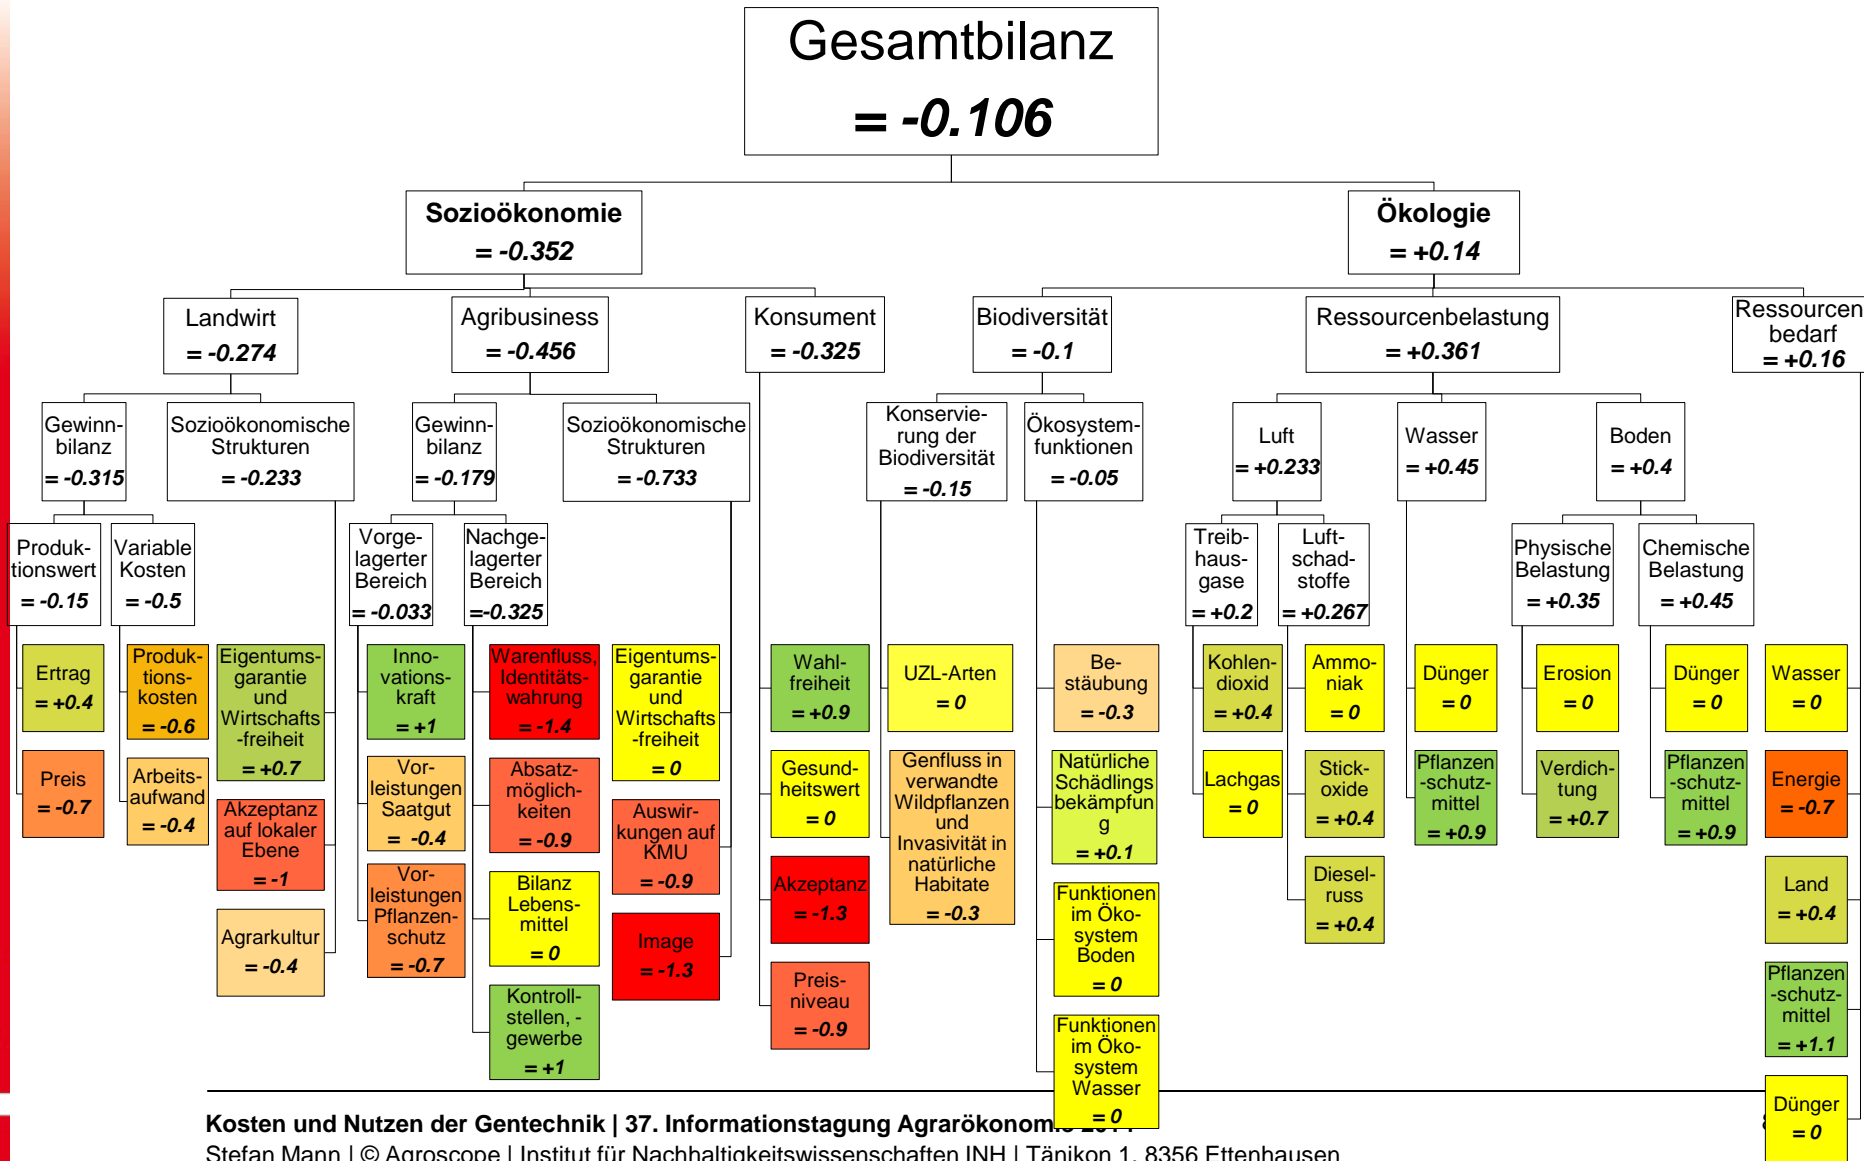 Gesamtbilanz
= -0.106
Sozioökonomie
= -0.352
Ökologie
= +0.14
Landwirt
= -0.274
Agribusiness
= -0.456
Konsument
= -0.325
Biodiversität
= -0.1
Ressourcenbelastung
= +0.361
Ressourcen
bedarf
= +0.16
Gewinn-
bilanz
= -0.315
Sozioökonomische
Strukturen
= -0.233
Gewinn-
bilanz
= -0.179
Sozioökonomische
Strukturen
= -0.733
Konservie-
rung der
Biodiversität
= -0.15
Ökosystem-
funktionen
= -0.05
Luft
= +0.233
Wasser
= +0.45
Boden
= +0.4
Produk-
tionswert
= -0.15
Variable
Kosten
= -0.5
Vorge-
lagerter
Bereich
= -0.033
Nachge-
lagerter
Bereich
=-0.325
Treib-
haus-
gase
= +0.2
Luft-
schad-
stoffe
= +0.267
Physische
Belastung
= +0.35
Chemische
Belastung
= +0.45
Ertrag
= +0.4
Preis
= -0.7
Produk-
tions-
kosten
= -0.6
Arbeits-
aufwand
= -0.4
Eigentums-
garantie
und
Wirtschafts
-freiheit
= +0.7
Akzeptanz
auf lokaler
Ebene
= -1
Agrarkultur
= -0.4
Inno-
vations-
kraft
= +1
Vor-
leistungen
Saatgut
= -0.4
Vor-
leistungen
Pflanzen-
schutz
= -0.7
Warenfluss,
Identitäts-
wahrung
= -1.4
Absatz-
möglich-
keiten
= -0.9
Bilanz
Lebens-
mittel
= 0
Kontroll-
stellen, -
gewerbe
= +1
Eigentums-
garantie
und
Wirtschafts
-freiheit
= 0
Auswir-
kungen auf
KMU
= -0.9
Image
= -1.3
Wahl-
freiheit
= +0.9
Gesund-
heitswert
= 0
Akzeptanz
= -1.3
Preis-
niveau
= -0.9
UZL-Arten
= 0
Genfluss in
verwandte
Wildpflanzen
und
Invasivität in
natürliche
Habitate
= -0.3
Be-
stäubung
= -0.3
Natürliche
Schädlings
bekämpfun
g
= +0.1
Funktionen
im Öko-
system
Boden
= 0
Funktionen
im Öko-
system
Wasser
= 0
Kohlen-
dioxid
= +0.4
Lachgas
= 0
Ammo-
niak
= 0
Stick-
oxide
= +0.4
Diesel-
russ
= +0.4
Dünger
= 0
Pflanzen
-schutz-
mittel
= +0.9
Erosion
= 0
Verdich-
tung
= +0.7
Dünger
= 0
Pflanzen
-schutz-
mittel
= +0.9
Wasser
= 0
Energie
= -0.7
Land
= +0.4
Pflanzen
-schutz-
mittel
= +1.1
Dünger
= 0
Kosten und Nutzen der Gentechnik | 37. Informationstagung
Stefan Mann | © Agroscope | Institut für Nachhaltigkeitswissenschaften INH | Tänikon 1, 8356 Ettenhausen